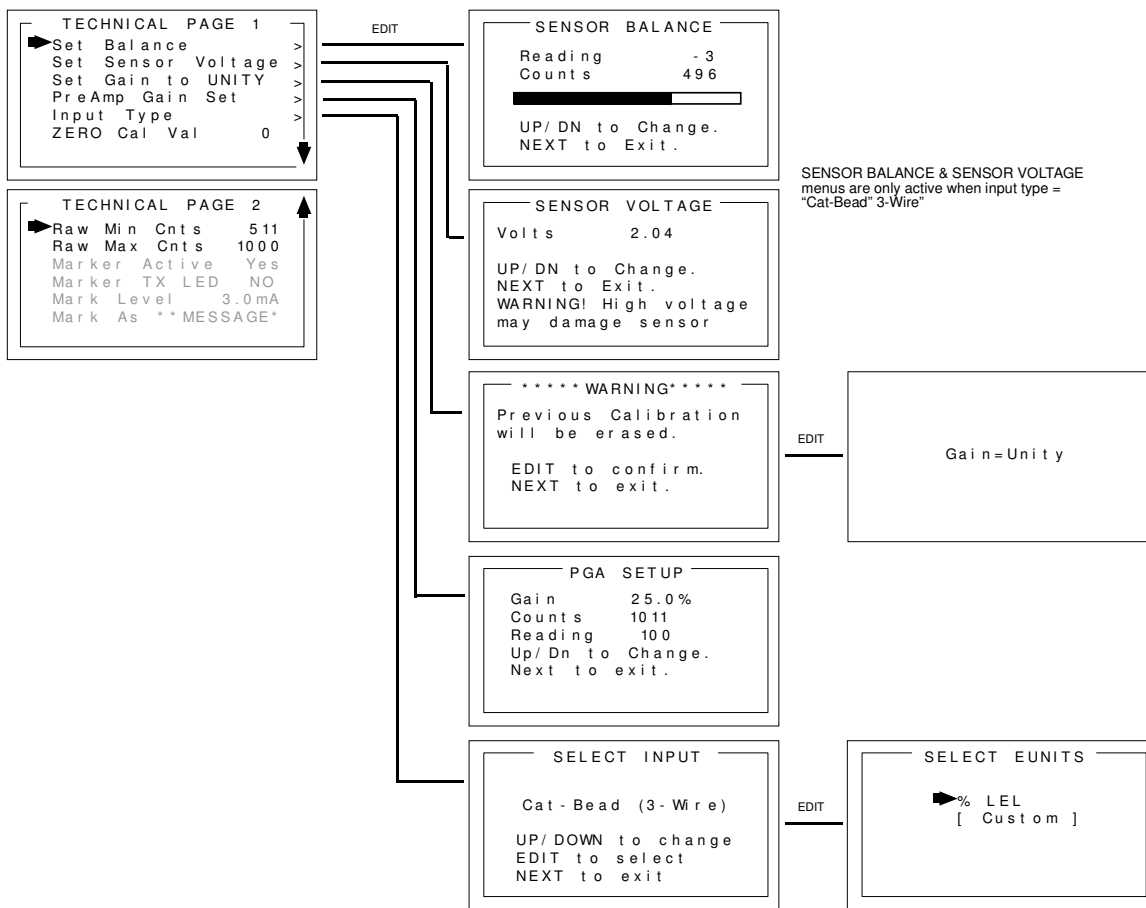 TECHNICAL PAGE 1
Set Balance >
Set Sensor Voltage >
Set Gain to UNITY >
PreAmp Gain Set >
Input Type >
ZERO Cal Val 0
EDIT
SENSOR BALANCE
Reading -3
Counts 496
UP/DN to Change.
NEXT to Exit.
SENSOR BALANCE & SENSOR VOLTAGE
menus are only active when input type =
“Cat-Bead” 3-Wire”
TECHNICAL PAGE 2
Raw Min Cnts 511
Raw Max Cnts 1000
Marker Active Yes
Marker TX LED NO
Mark Level 3.0mA
Mark As **MESSAGE*
SENSOR VOLTAGE
Volts 2.04
UP/DN to Change.
NEXT to Exit.
WARNING! High voltage
may damage sensor
*****WARNING*****
Previous Calibration
will be erased.
EDIT to confirm.
NEXT to exit.
EDIT
Gain=Unity
PGA SETUP
Gain 25.0%
Counts 1011
Reading 100
Up/Dn to Change.
Next to exit.
SELECT INPUT
Cat-Bead (3-Wire)
UP/DOWN to change
EDIT to select
NEXT to exit
EDIT
SELECT EUNITS
% LEL
[ Custom ]